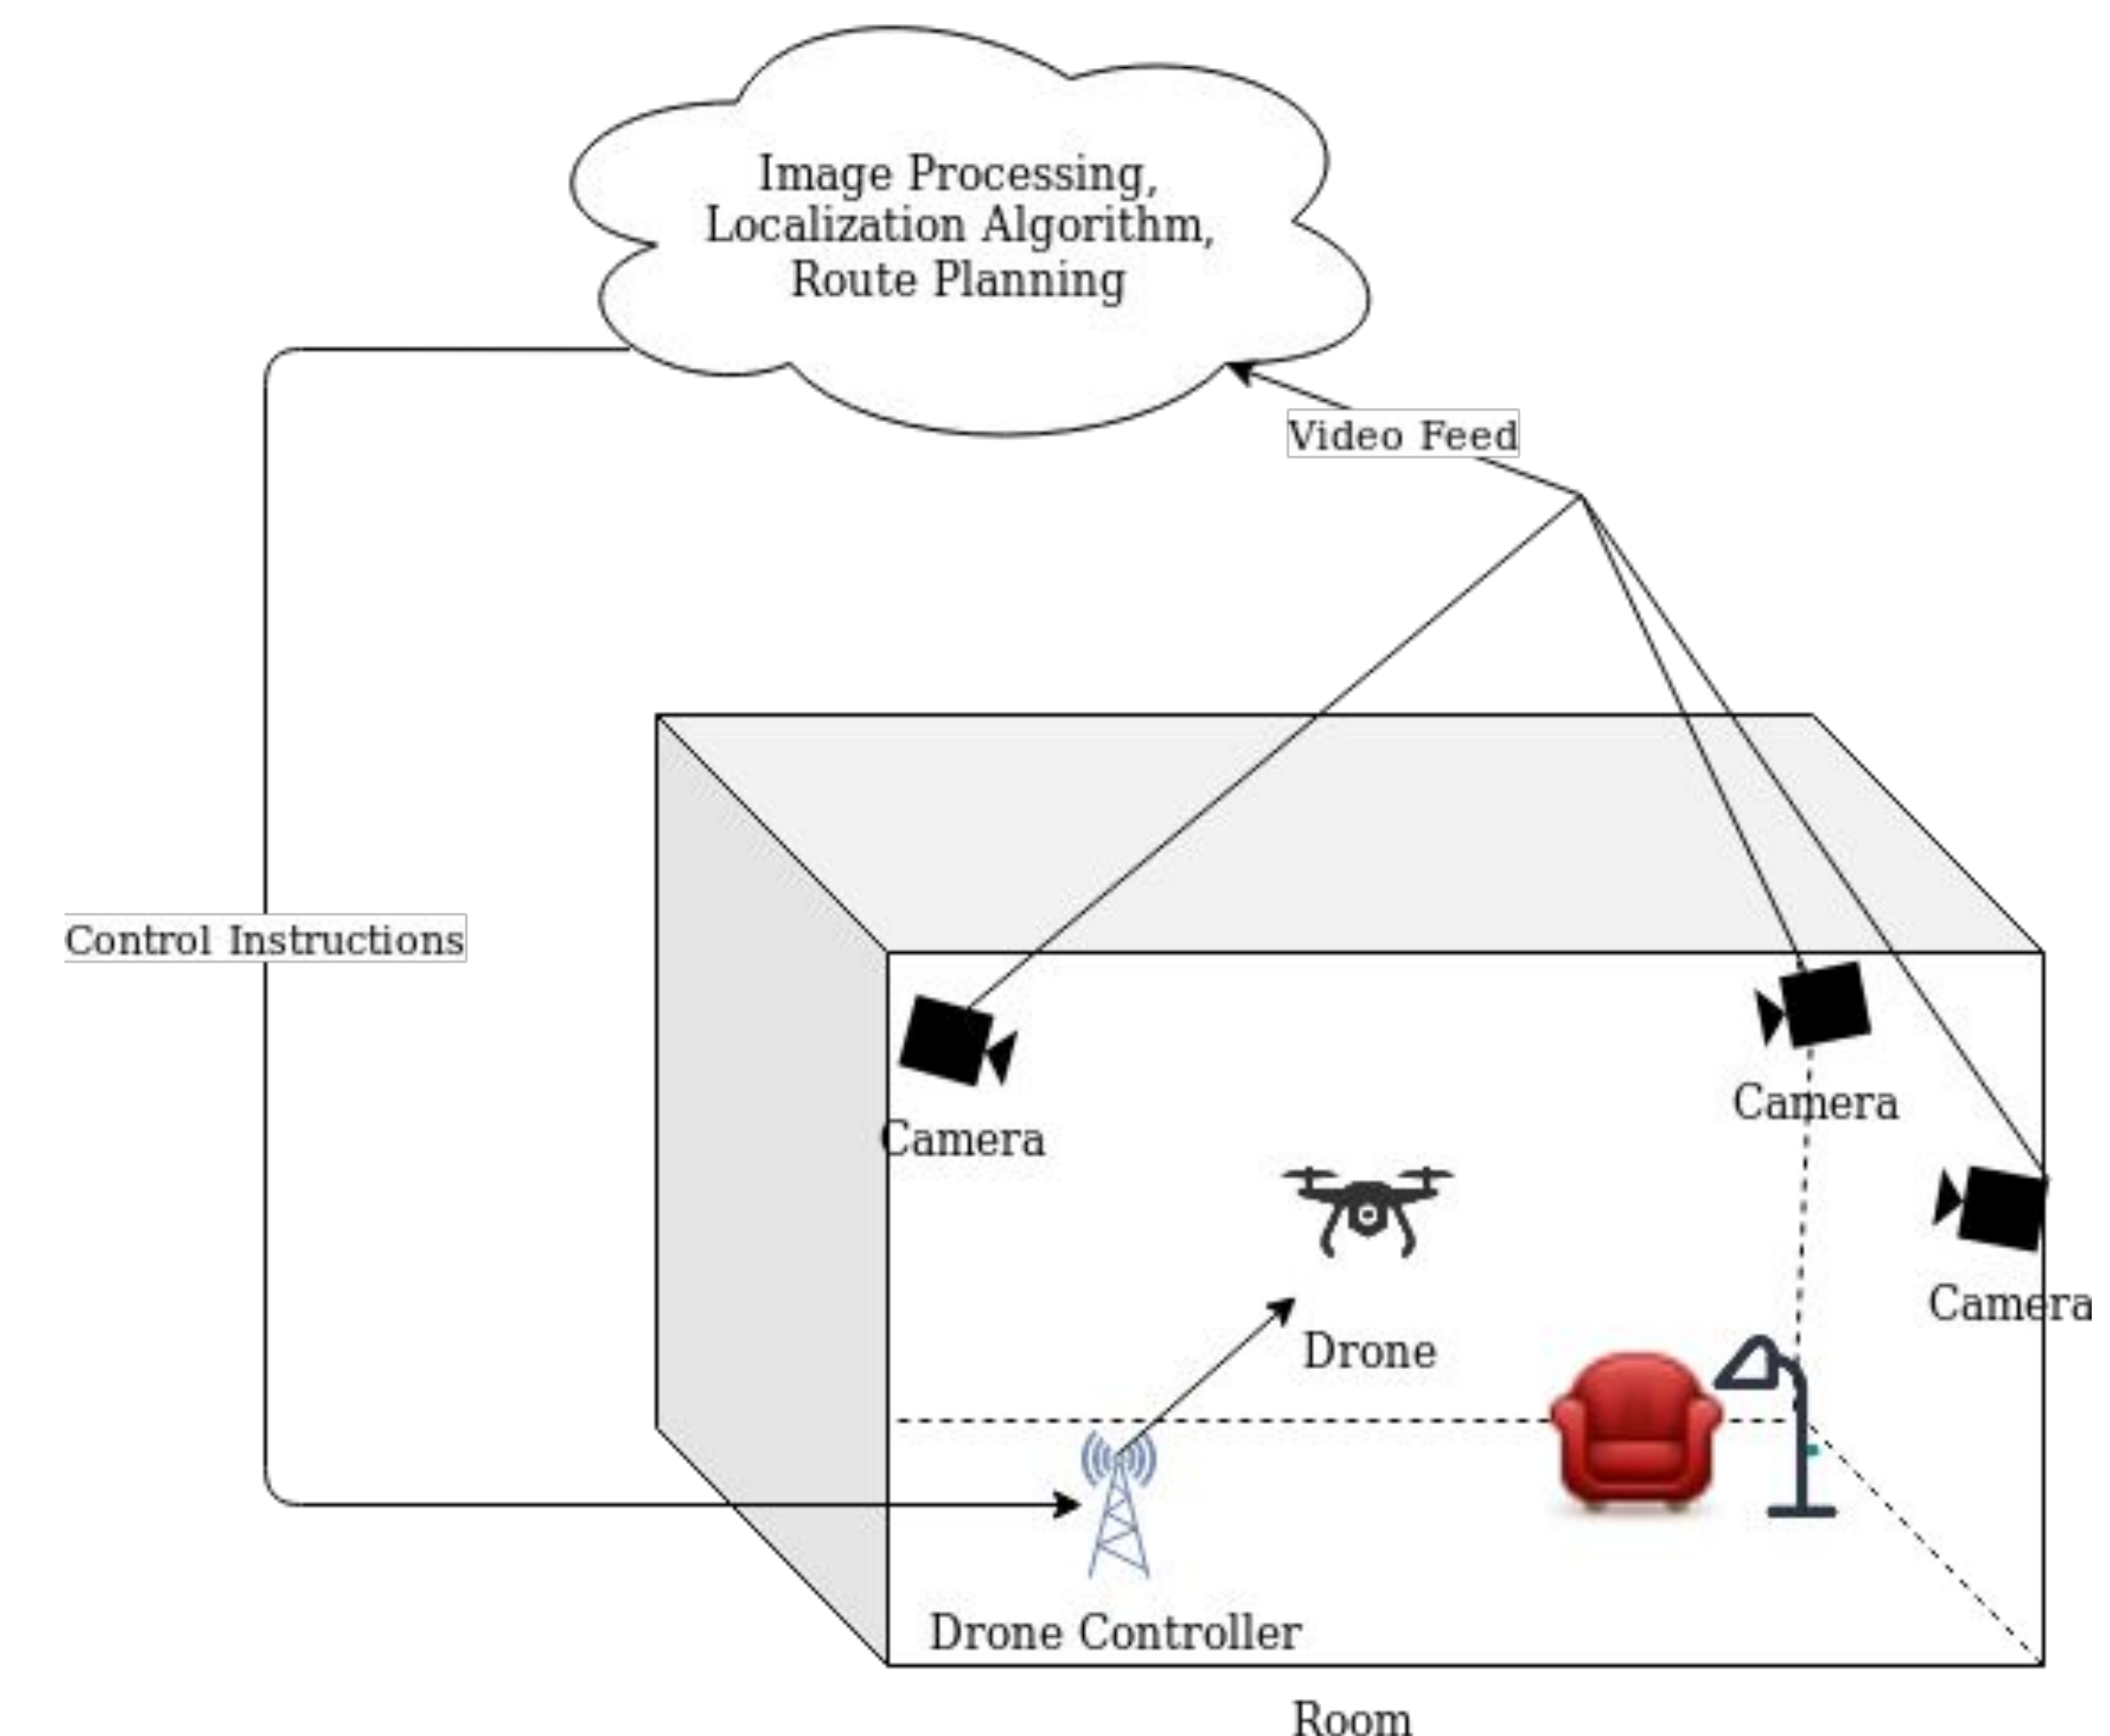 Image Processing,
Localization Algorithm,
Route Planning
Video Feed
Control Instructions
Camera
Camera
Camera
Drone
Drone Controller
Room